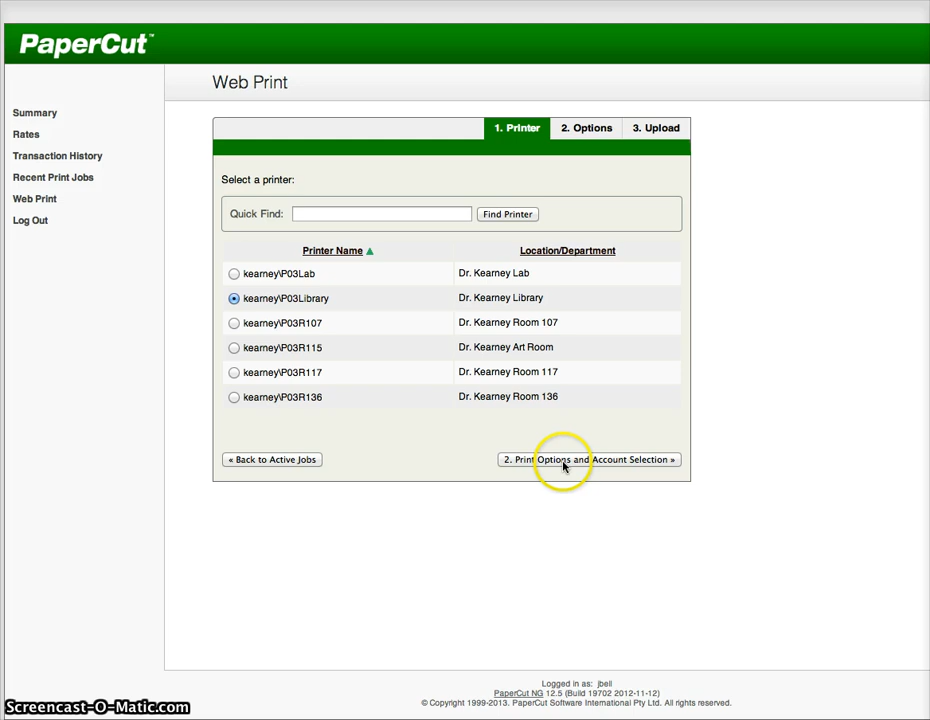 PaperCut™
Web Print
Summary
Rates
Transaction History
Recent Print Jobs
Web Print
Log Out
1. Printer 2. Options 3. Upload
Select a printer:
Quick Find: Find Printer
Printer Name ▲ Location/Department
kearney\P03Lab Dr. Kearney Lab
kearney\P03Library Dr. Kearney Library
kearney\P03R107 Dr. Kearney Room 107
kearney\P03R115 Dr. Kearney Art Room
kearney\P03R117 Dr. Kearney Room 117
kearney\P03R136 Dr. Kearney Room 136
« Back to Active Jobs 2. Print Options and Account Selection »
Logged in as: jbell
PaperCut NG 12.5 (Build 19702 2012-11-12)
© Copyright 1999-2013. PaperCut Software International Pty Ltd. All rights reserved.
Screencast-O-Matic.com